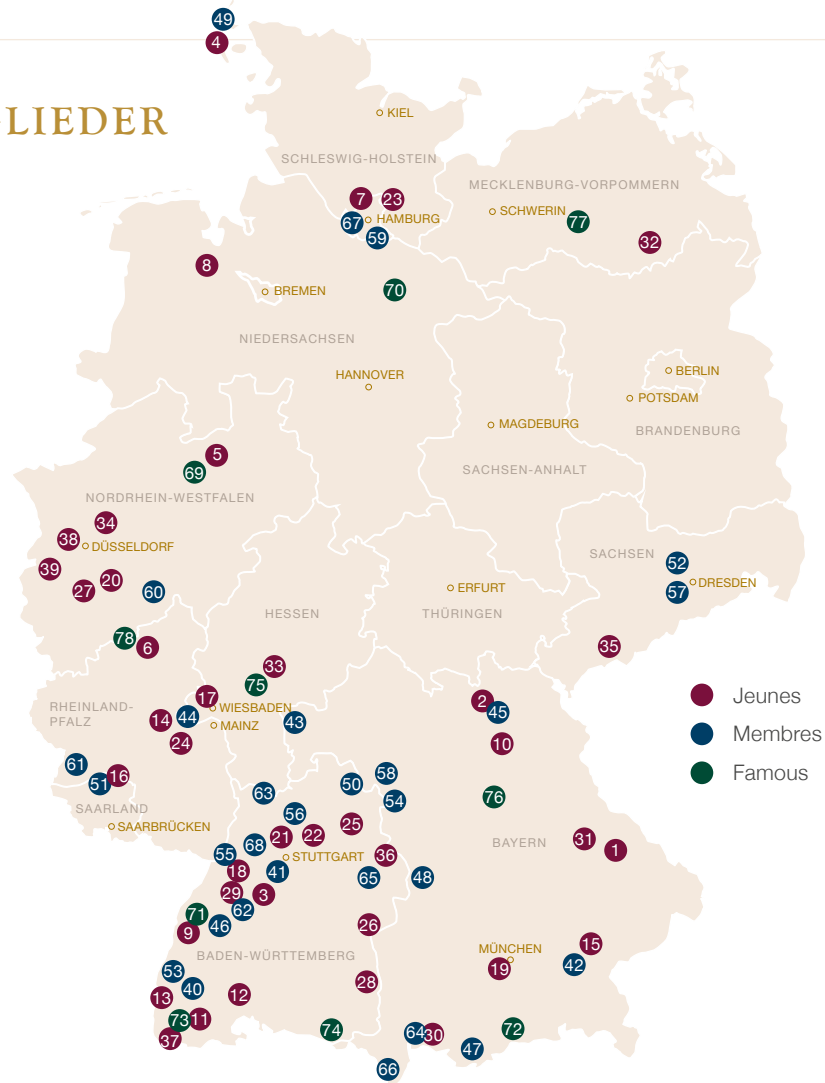 49
4
LIEDER
KIEL
SCHLESWIG-HOLSTEIN
MECKLENBURG-VORPOMMERN
7
23
SCHWERIN
67
HAMBURG
77
59
32
8
BREMEN
70
NIEDERSACHSEN
HANNOVER
BERLIN
POTSDAM
MAGDEBURG
BRANDENBURG
5
69
SACHSEN-ANHALT
NORDRHEIN-WESTFALEN
34
38
DÜSSELDORF
SACHSEN
52
39
20
27
60
ERFURT
DRESDEN
57
HESSEN
THÜRINGEN
78
6
35
33
75
17
RHEINLAND-
PFALZ
WIESBADEN
2
Jeunes
14
44
MAINZ
43
45
24
10
Membres
61
51
16
58
Famous
50
63
54
76
SAARLAND
56
SAARBRÜCKEN
21
22
25
31
BAYERN
68
1
55
STUTTGART
36
18
41
65
48
29
3
62
71
46
26
9
BADEN-WÜRTTEMBERG
MÜNCHEN
15
53
19
42
40
28
13
12
73
11
74
64
30
72
37
47
66